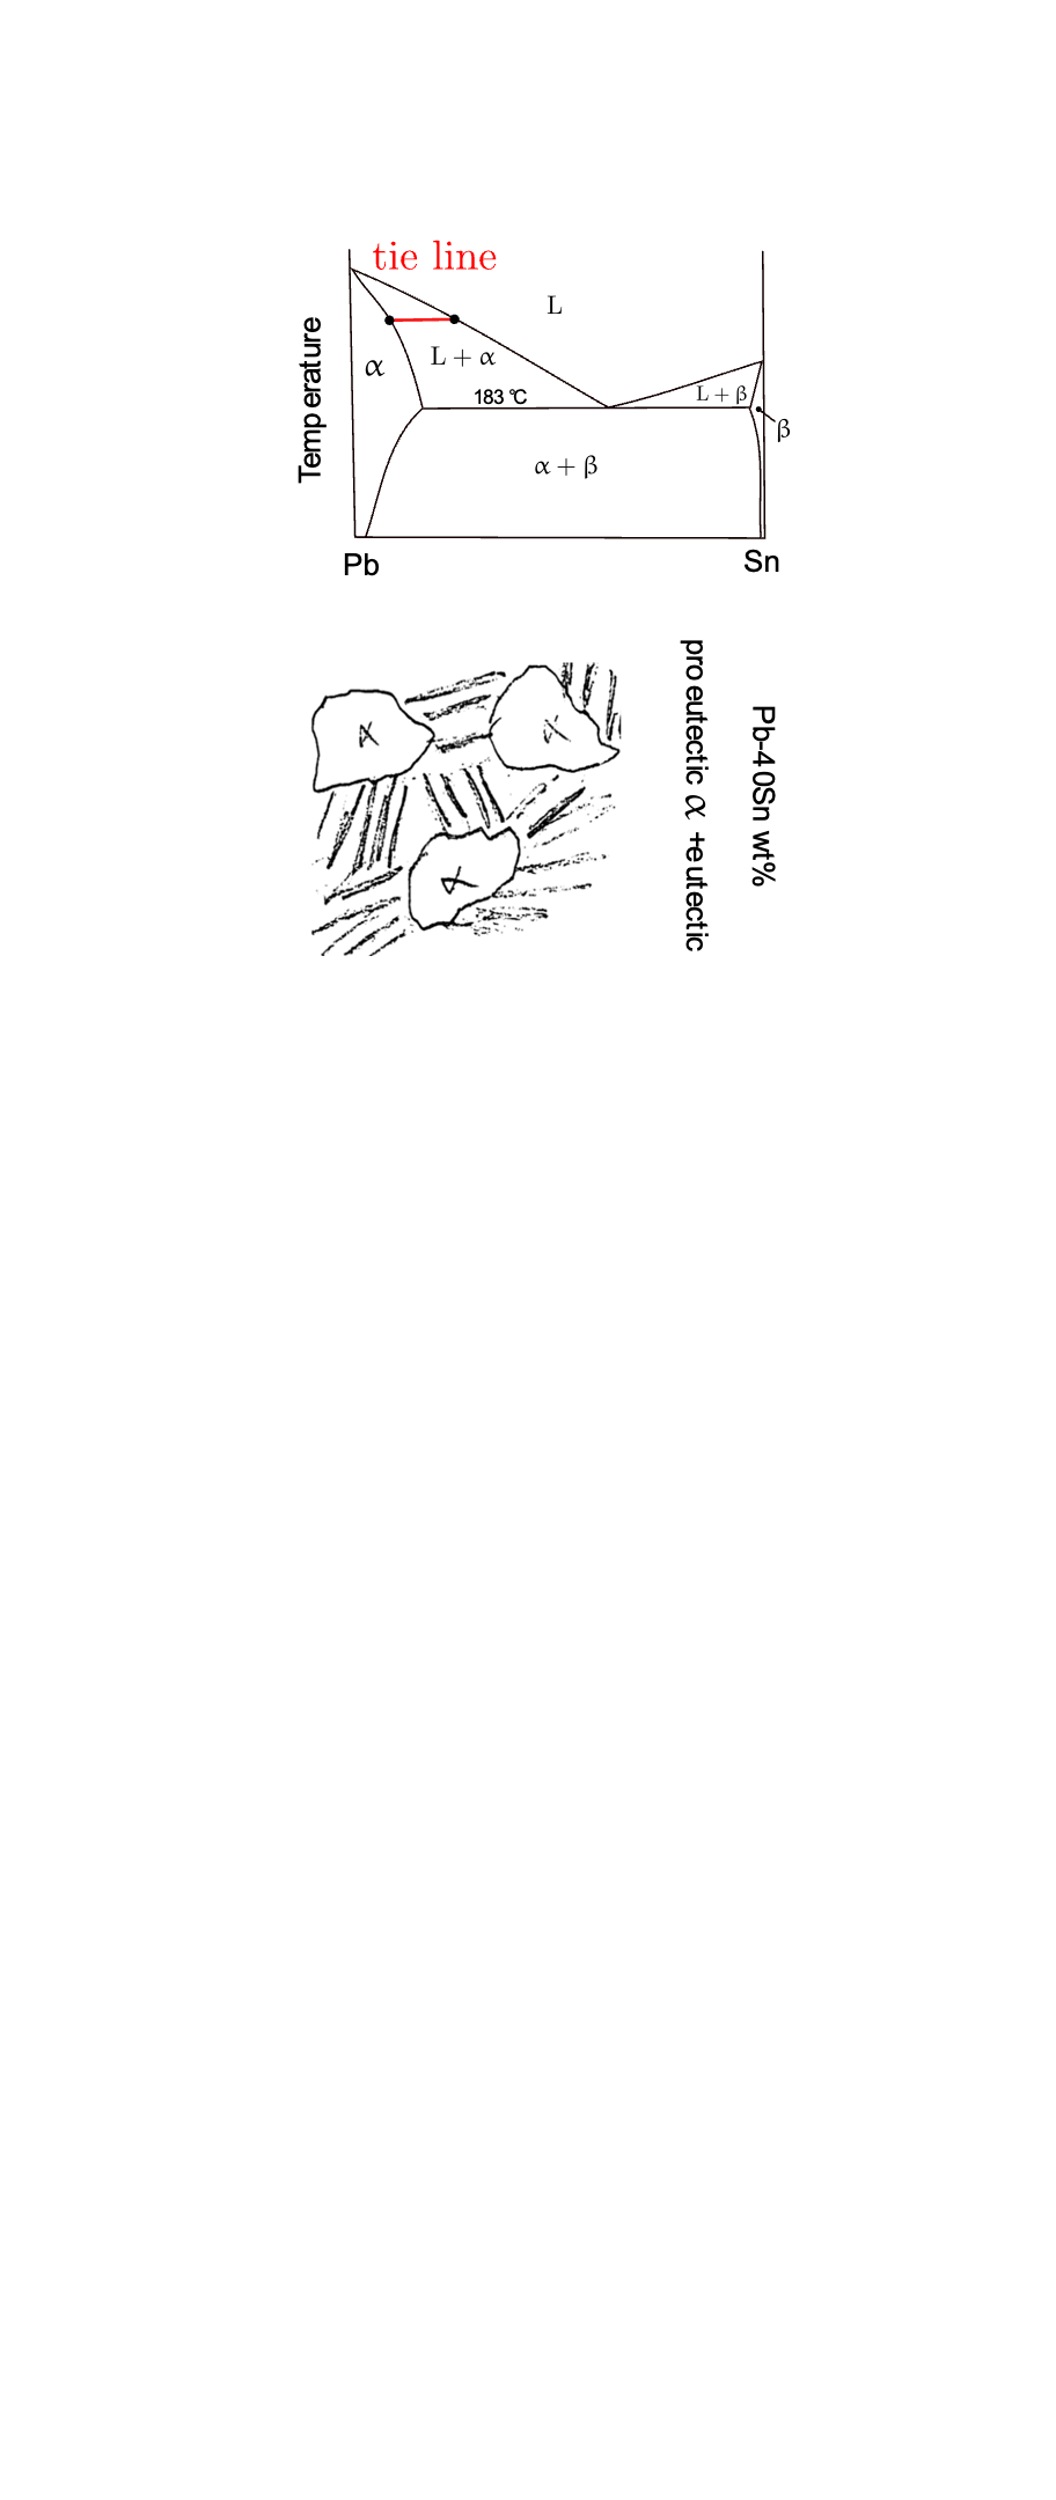 tie line
L
Temperature
α
L + α
183 ℃
L + β
β
α + β
Pb
Sn
Pb-40Sn wt%
proeutectic α +eutectic
α
α
α